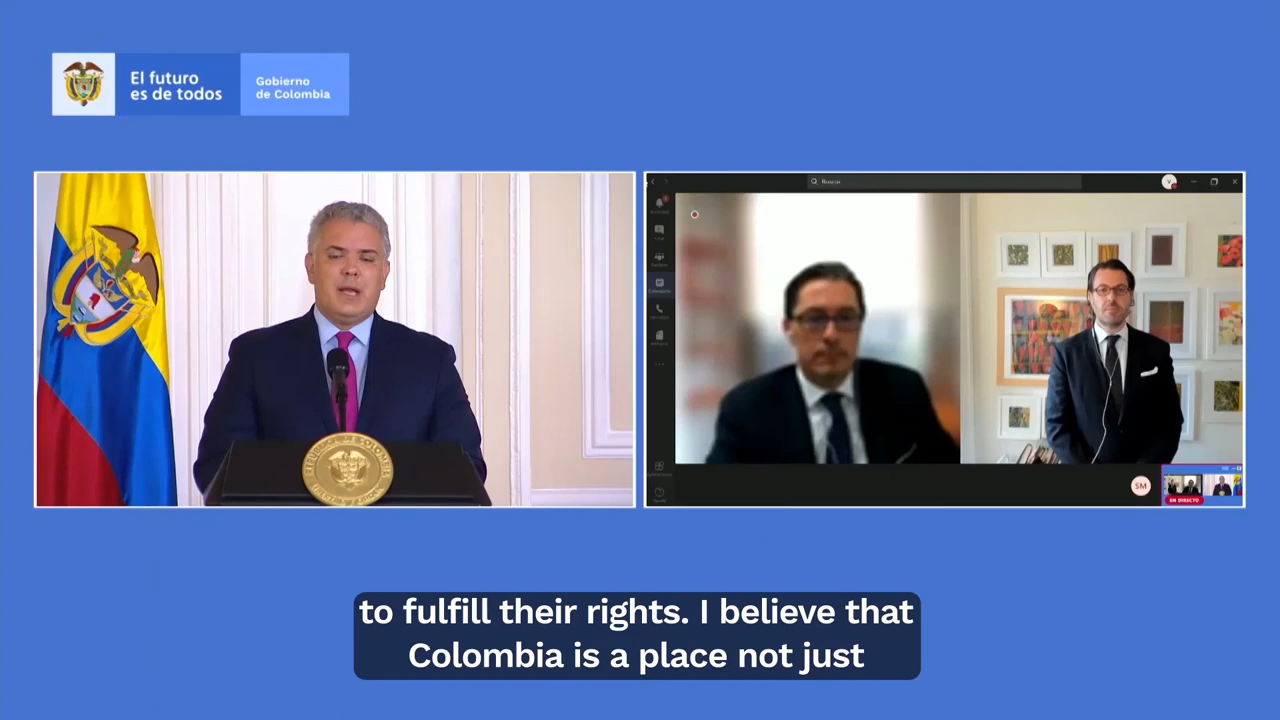 El futuro
es de todos
Gobierno
de Colombia
Buscar
SM
EN DIRECTO
to fulfill their rights. I believe that
Colombia is a place not just